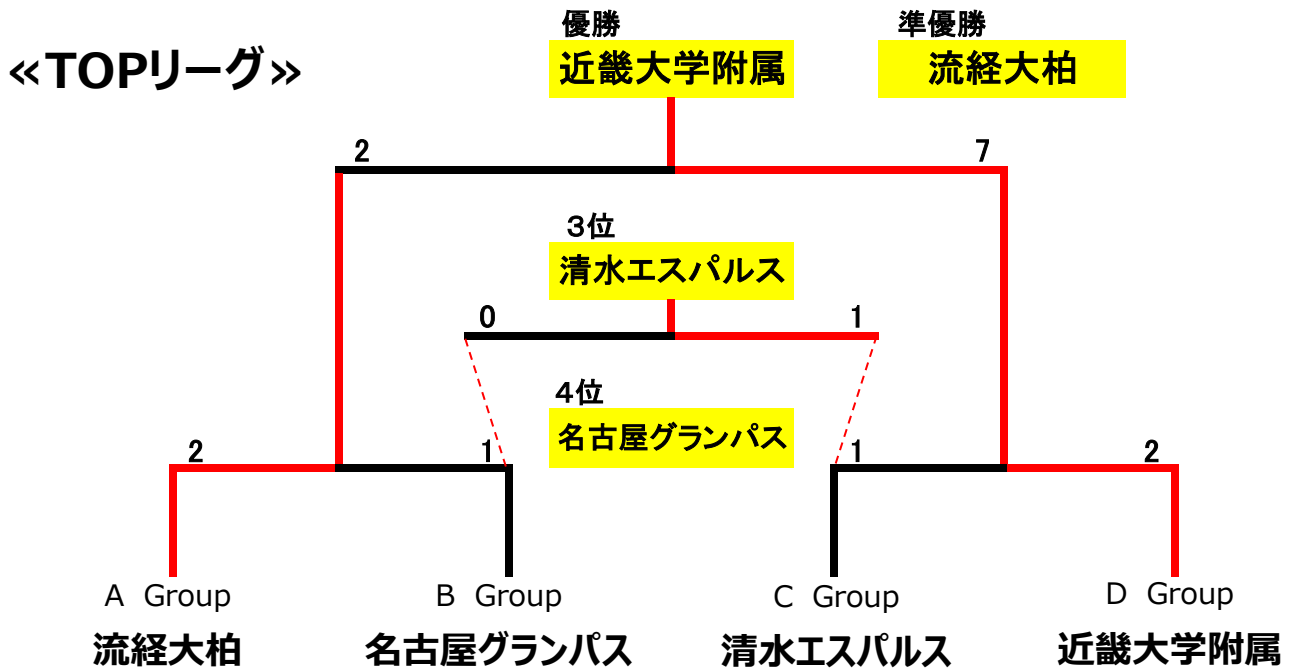 優勝
準優勝
≪TOPリーグ≫
近畿大学附属
流経大柏
2
7
3位
清水エスパルス
0
1
4位
名古屋グランパス
2
1
1
2
A Group
B Group
C Group
D Group
流経大柏
名古屋グランパス
清水エスパルス
近畿大学附属